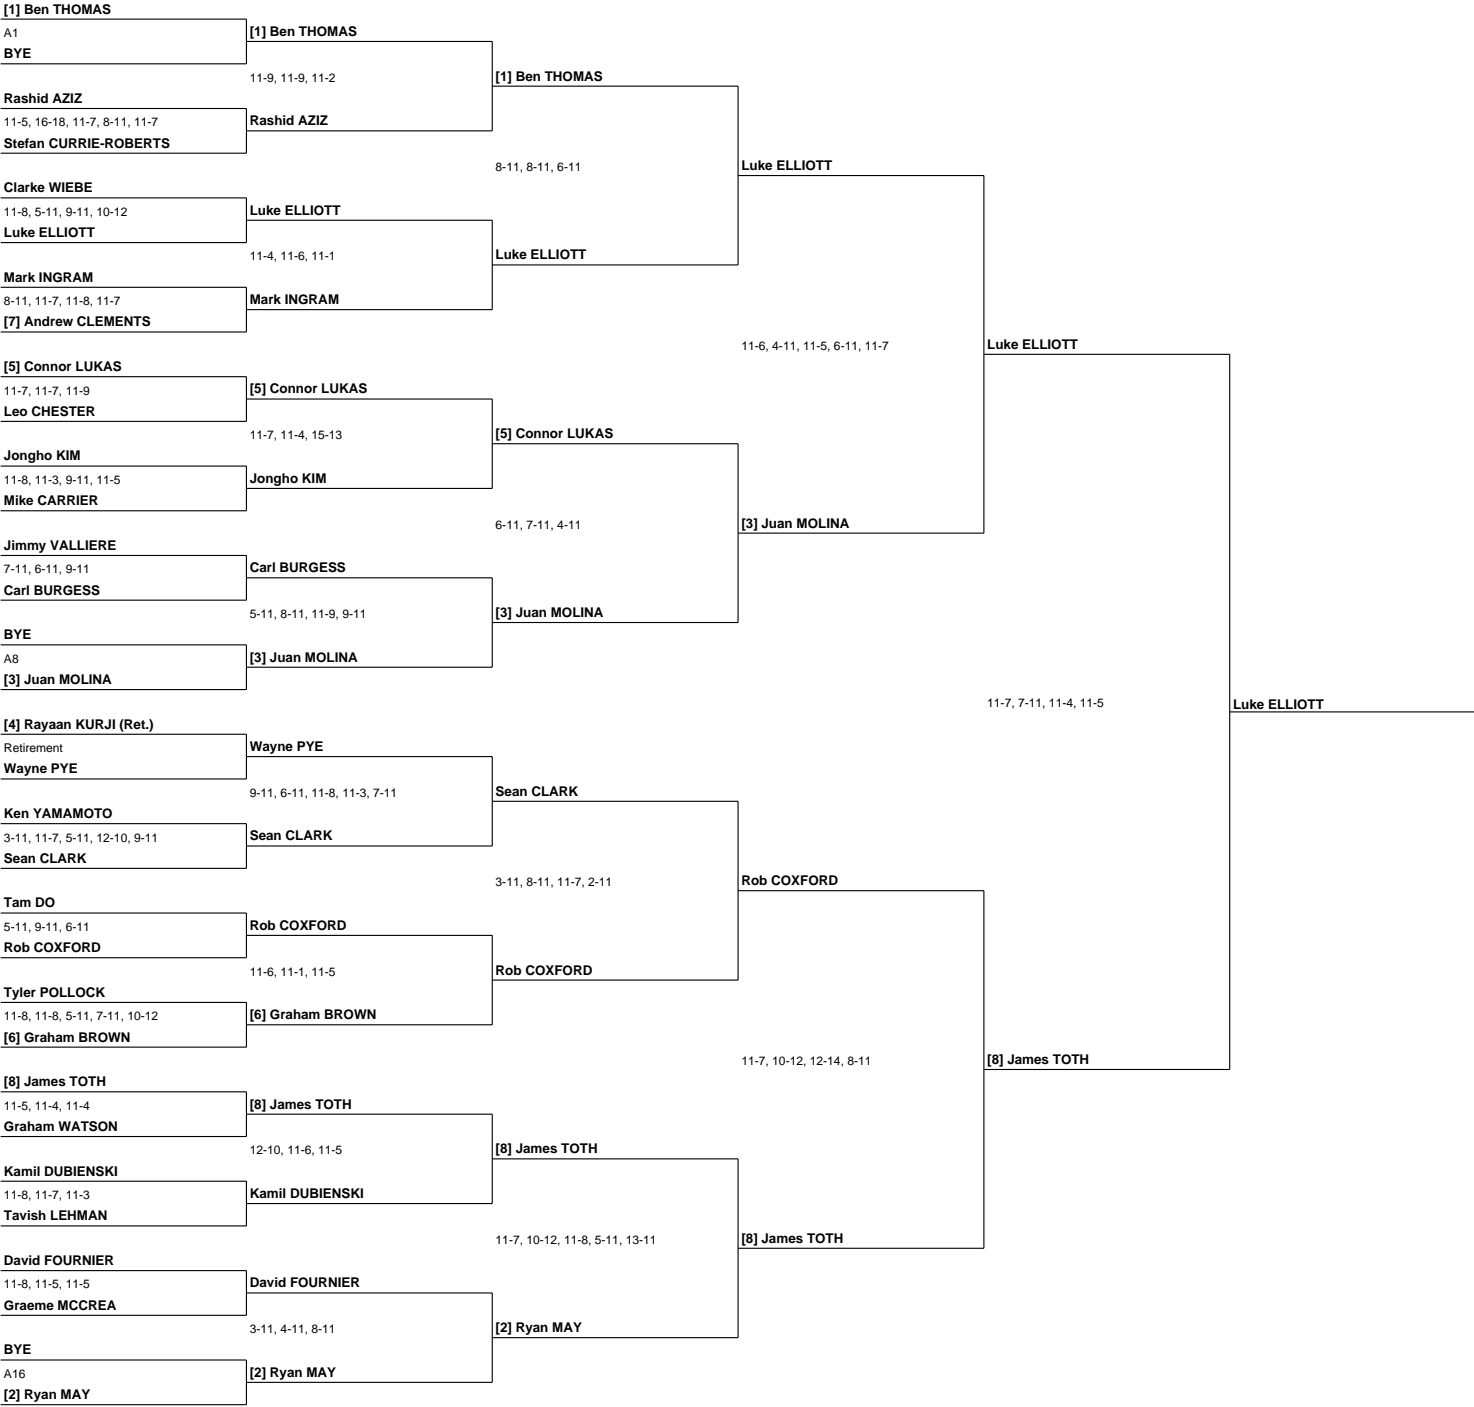 [1] Ben THOMAS
A1
BYE
[1] Ben THOMAS
11-9, 11-9, 11-2
[1] Ben THOMAS
Rashid AZIZ
11-5, 16-18, 11-7, 8-11, 11-7
Stefan CURRIE-ROBERTS
Rashid AZIZ
8-11, 8-11, 6-11
Luke ELLIOTT
Clarke WIEBE
11-8, 5-11, 9-11, 10-12
Luke ELLIOTT
Luke ELLIOTT
11-4, 11-6, 11-1
Luke ELLIOTT
Mark INGRAM
8-11, 11-7, 11-8, 11-7
[7] Andrew CLEMENTS
Mark INGRAM
11-6, 4-11, 11-5, 6-11, 11-7
Luke ELLIOTT
[5] Connor LUKAS
11-7, 11-7, 11-9
Leo CHESTER
[5] Connor LUKAS
11-7, 11-4, 15-13
[5] Connor LUKAS
Jongho KIM
11-8, 11-3, 9-11, 11-5
Mike CARRIER
Jongho KIM
6-11, 7-11, 4-11
[3] Juan MOLINA
Jimmy VALLIERE
7-11, 6-11, 9-11
Carl BURGESS
Carl BURGESS
5-11, 8-11, 11-9, 9-11
[3] Juan MOLINA
BYE
A8
[3] Juan MOLINA
[3] Juan MOLINA
11-7, 7-11, 11-4, 11-5
Luke ELLIOTT
[4] Rayaan KURJI (Ret.)
Retirement
Wayne PYE
Wayne PYE
9-11, 6-11, 11-8, 11-3, 7-11
Sean CLARK
Ken YAMAMOTO
3-11, 11-7, 5-11, 12-10, 9-11
Sean CLARK
Sean CLARK
3-11, 8-11, 11-7, 2-11
Rob COXFORD
Tam DO
5-11, 9-11, 6-11
Rob COXFORD
Rob COXFORD
11-6, 11-1, 11-5
Rob COXFORD
Tyler POLLOCK
11-8, 11-8, 5-11, 7-11, 10-12
[6] Graham BROWN
[6] Graham BROWN
11-7, 10-12, 12-14, 8-11
[8] James TOTH
[8] James TOTH
11-5, 11-4, 11-4
Graham WATSON
[8] James TOTH
12-10, 11-6, 11-5
[8] James TOTH
Kamil DUBIENSKI
11-8, 11-7, 11-3
Tavish LEHMAN
Kamil DUBIENSKI
11-7, 10-12, 11-8, 5-11, 13-11
[8] James TOTH
David FOURNIER
11-8, 11-5, 11-5
Graeme MCCREA
David FOURNIER
3-11, 4-11, 8-11
[2] Ryan MAY
BYE
A16
[2] Ryan MAY
[2] Ryan MAY